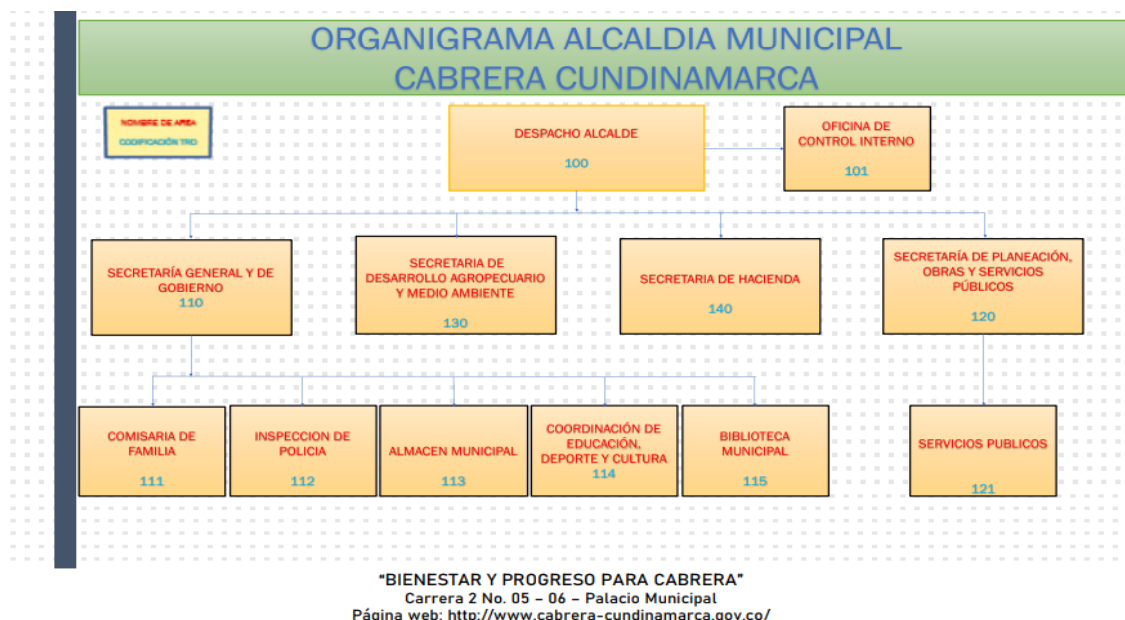 ORGANIGRAMA ALCALDIA MUNICIPAL
CABRERA CUNDINAMARCA
NOMBRE DE AREA
CODIFICACIÓN TRD
DESPACHO ALCALDE
100
OFICINA DE
CONTROL INTERNO
101
SECRETARÍA GENERAL Y DE
GOBIERNO
110
SECRETARIA DE
DESARROLLO AGROPECUARIO
Y MEDIO AMBIENTE
130
SECRETARIA DE HACIENDA
140
SECRETARÍA DE PLANEACIÓN,
OBRAS Y SERVICIOS
PÚBLICOS
120
COMISARIA DE
FAMILIA
111
INSPECCION DE
POLICIA
112
ALMACEN MUNICIPAL
113
COORDINACIÓN DE
EDUCACIÓN,
DEPORTE Y CULTURA
114
BIBLIOTECA
MUNICIPAL
115
SERVICIOS PUBLICOS
121
“BIENESTAR Y PROGRESO PARA CABRERA”
Carrera 2 No. 05 – 06 – Palacio Municipal
Página web: http://www.cabrera-cundinamarca.gov.co/